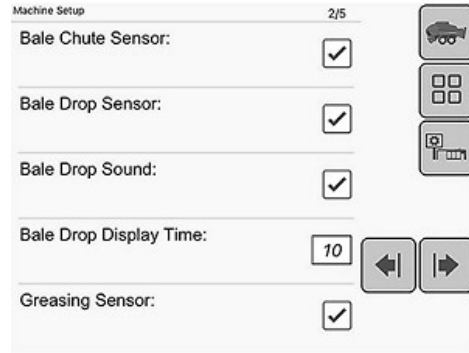 Machine Setup 2/5
Bale Chute Sensor:
Bale Drop Sensor:
Bale Drop Sound:
Bale Drop Display Time: 10
Greasing Sensor: